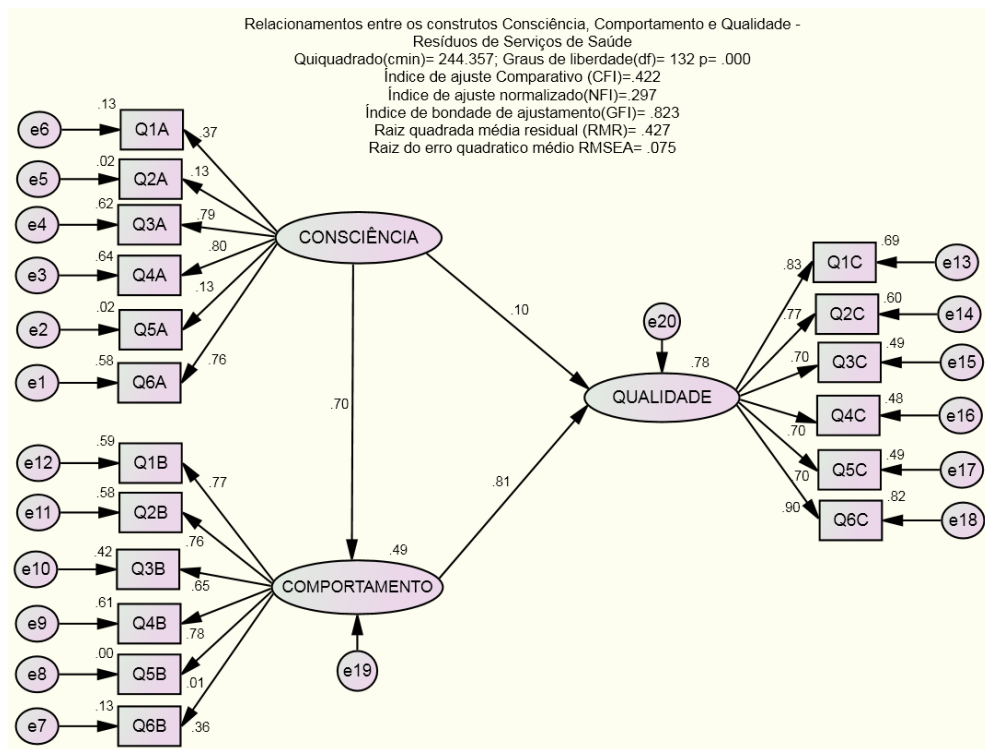 Relacionamentos entre os construtos Consciência, Comportamento e Qualidade -
Resíduos de Serviços de Saúde
Quiquadrado(cmin)= 244.357; Graus de liberdade(df)= 132 p= .000
Índice de ajuste Comparativo (CFI)=.422
Índice de ajuste normalizado(NFI)=.297
Índice de bondade de ajustamento(GFI)= .823
Raiz quadrada média residual (RMR)= .427
Raiz do erro quadratico médio RMSEA= .075
.13
e6 Q1A .37
.02
e5 Q2A .13
.62
e4 Q3A .79
CONSCIÊNCIA
.64
e3 Q4A .80
.02
e2 Q5A .13
.58
e1 Q6A .76
.10
.70
.69
.83 Q1C e13
.60
.77 Q2C e14
.49
.70 Q3C e15
.48
.70 Q4C e16
.49
.70 Q5C e17
.82
.90 Q6C e18
e20
.78
QUALIDADE
.81
.59
e12 Q1B .77
.58
e11 Q2B .76
.42
e10 Q3B .65
.49
COMPORTAMENTO
.61
e9 Q4B .78
.00
e8 Q5B .01
.13
e7 Q6B .36
e19